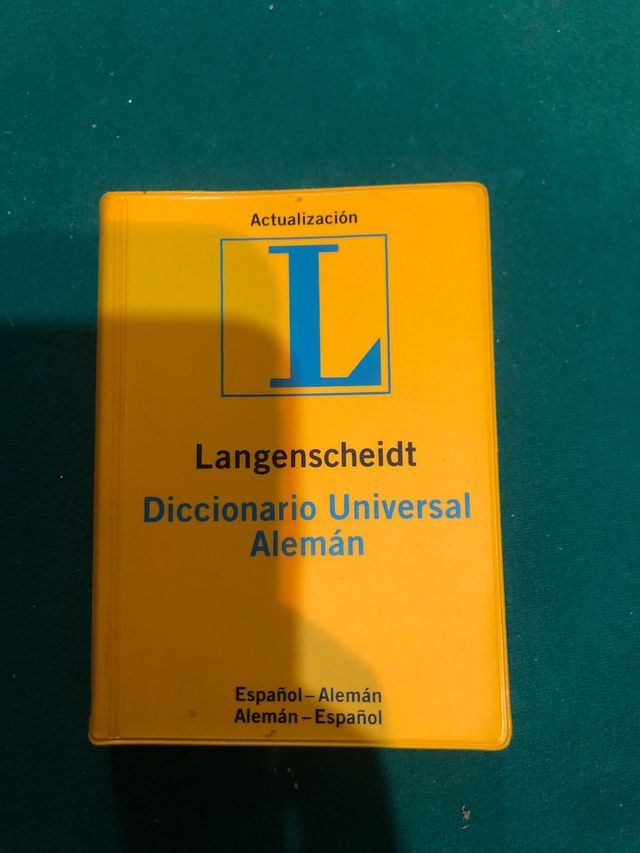 Actualización
L
Langenscheidt
Diccionario Universal
Alemán
Español – Alemán
Alemán – Español